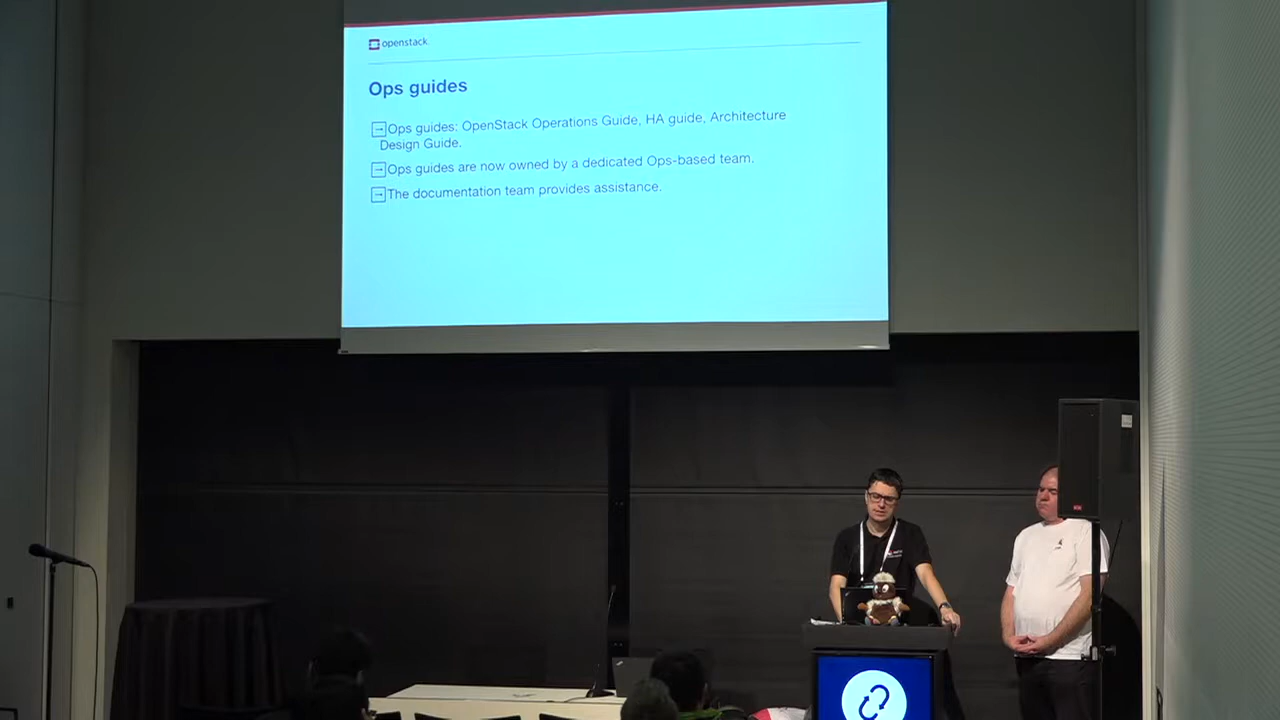 openstack.
Ops guides
Ops guides: OpenStack Operations Guide, HA guide, Architecture
Design Guide.
Ops guides are now owned by a dedicated Ops-based team.
The documentation team provides assistance.